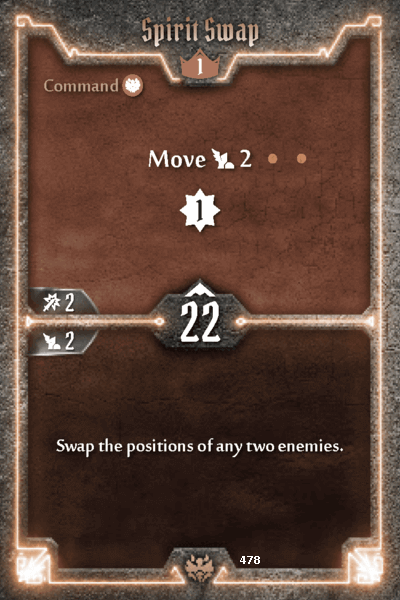 Spirit Swap
1
Command
Move 2
1
2
22
2
Swap the positions of any two enemies.
478